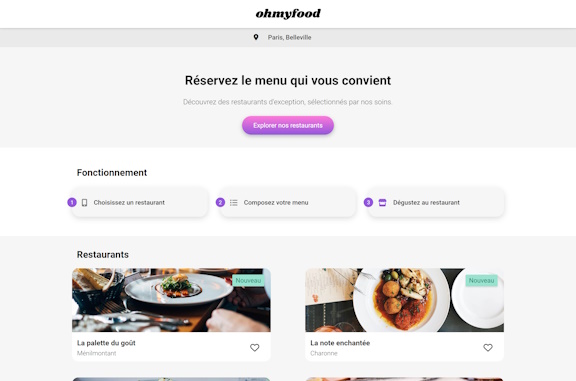 ohmyfood
Paris, Belleville
Réservez le menu qui vous convient
Découvrez des restaurants d'exception, sélectionnés par nos soins.
Explorer nos restaurants
Fonctionnement
1 Choisissez un restaurant
2 Composez votre menu
3 Dégustez au restaurant
Restaurants
Nouveau
Nouveau
La palette du goût
Ménilmontant
La note enchantée
Charonne